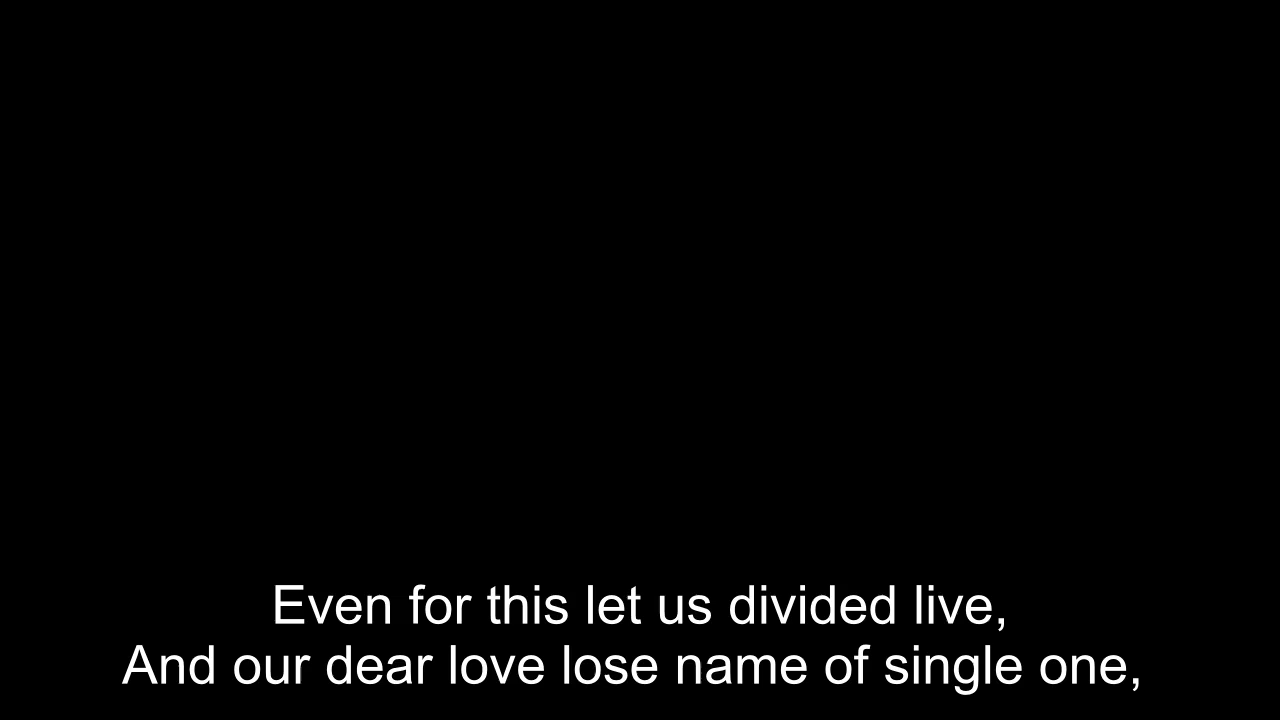 Even for this let us divided live,
And our dear love lose name of single one,